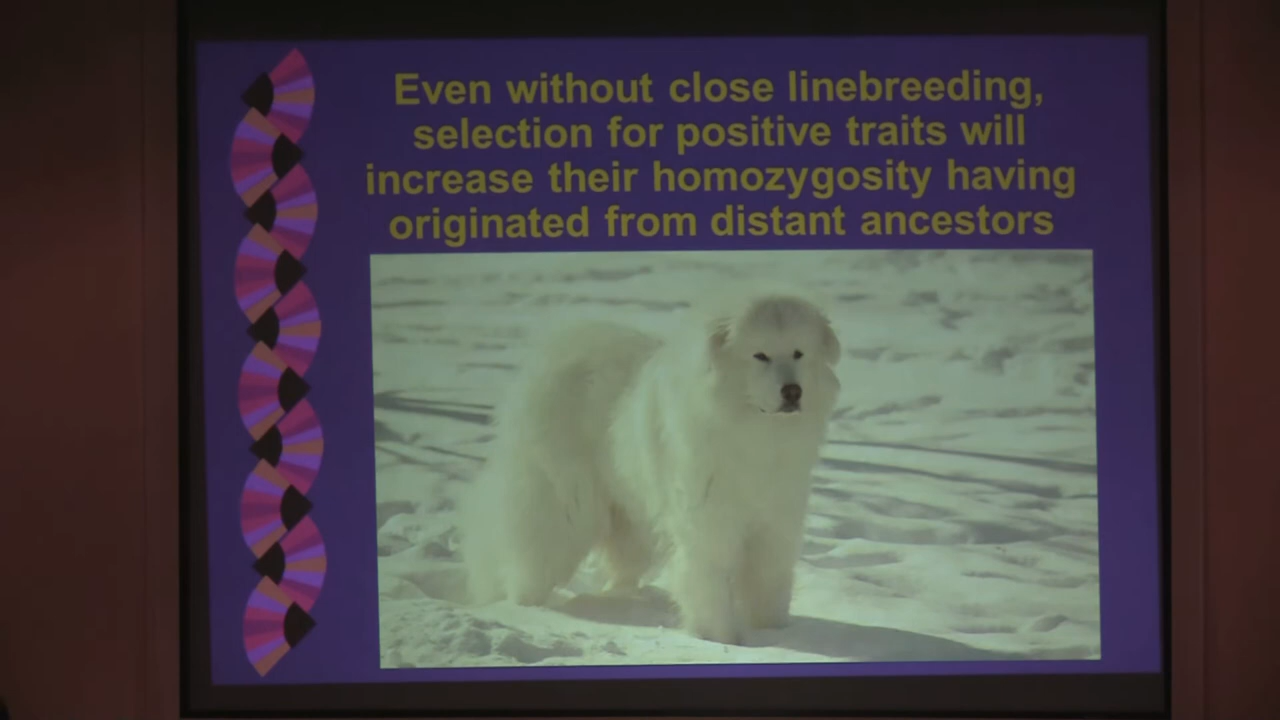 Even without close linebreeding,
selection for positive traits will
increase their homozygosity having
originated from distant ancestors